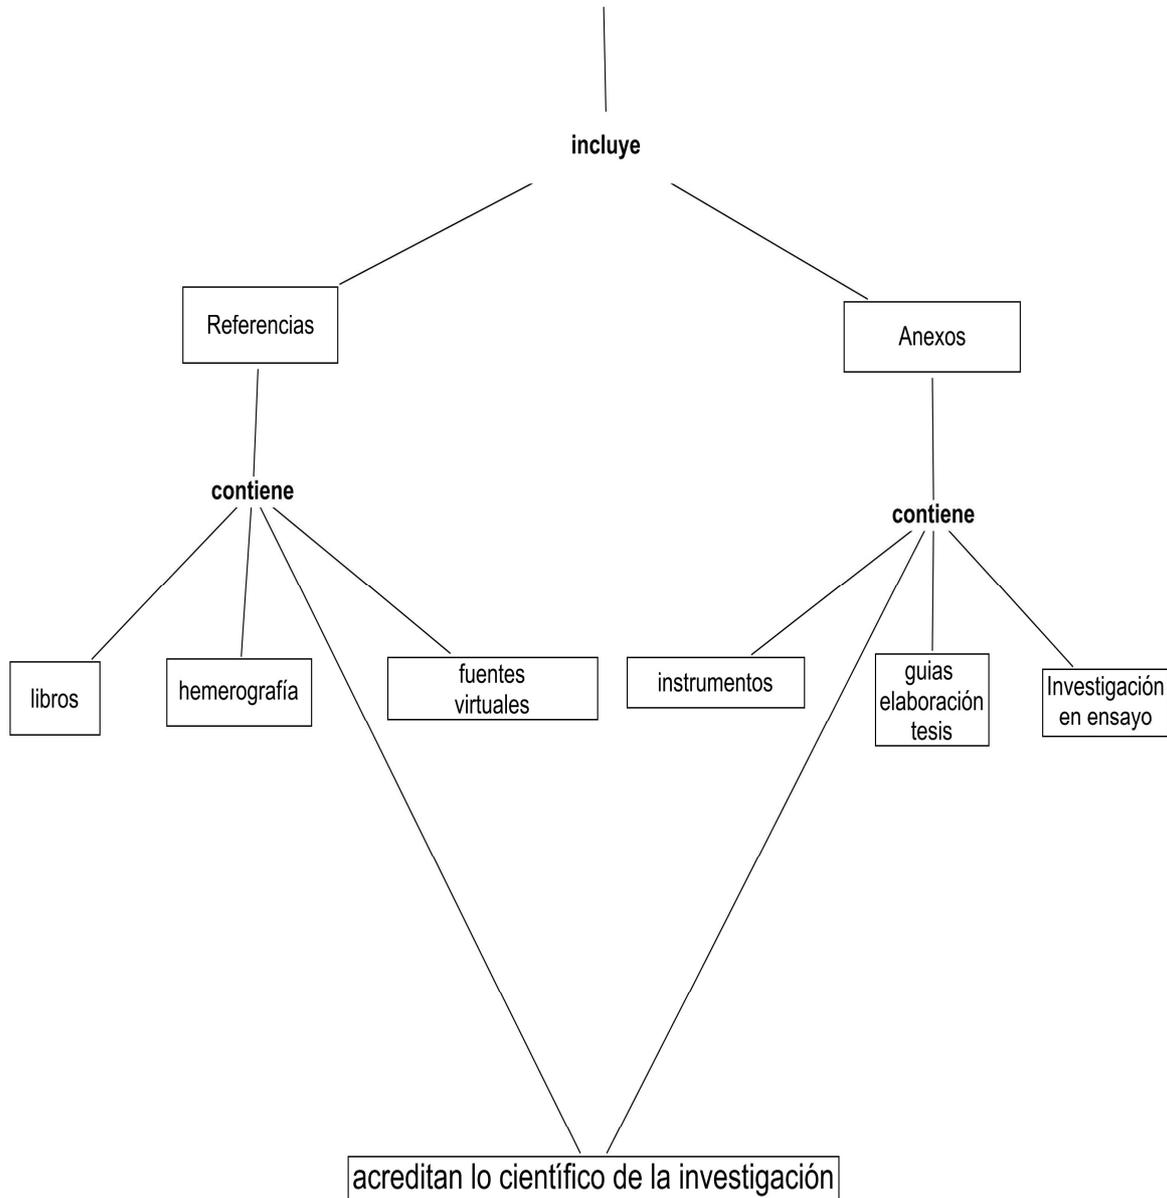 incluye
Referencias
Anexos
contiene
contiene
libros
hemerografía
fuentes
virtuales
instrumentos
guias
elaboración
tesis
Investigación
en ensayo
acreditan lo científico de la investigación